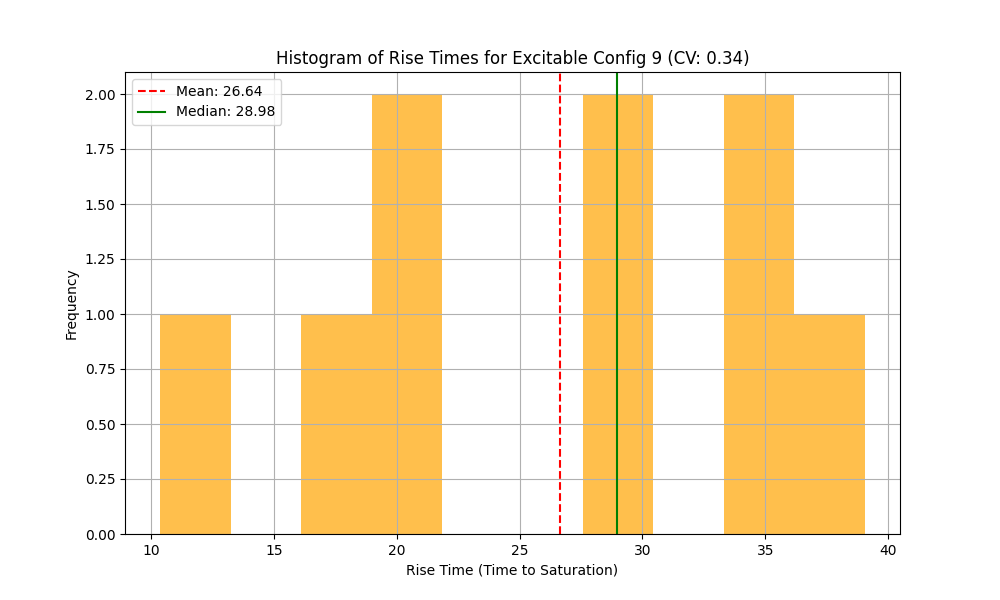 Histogram of Rise Times for Excitable Config 9 (CV: 0.34)
Mean: 26.64
Median: 28.98
2.00
1.75
1.50
1.25
1.00
0.75
0.50
0.25
0.00
Frequency
10 15 20 25 30 35 40
Rise Time (Time to Saturation)